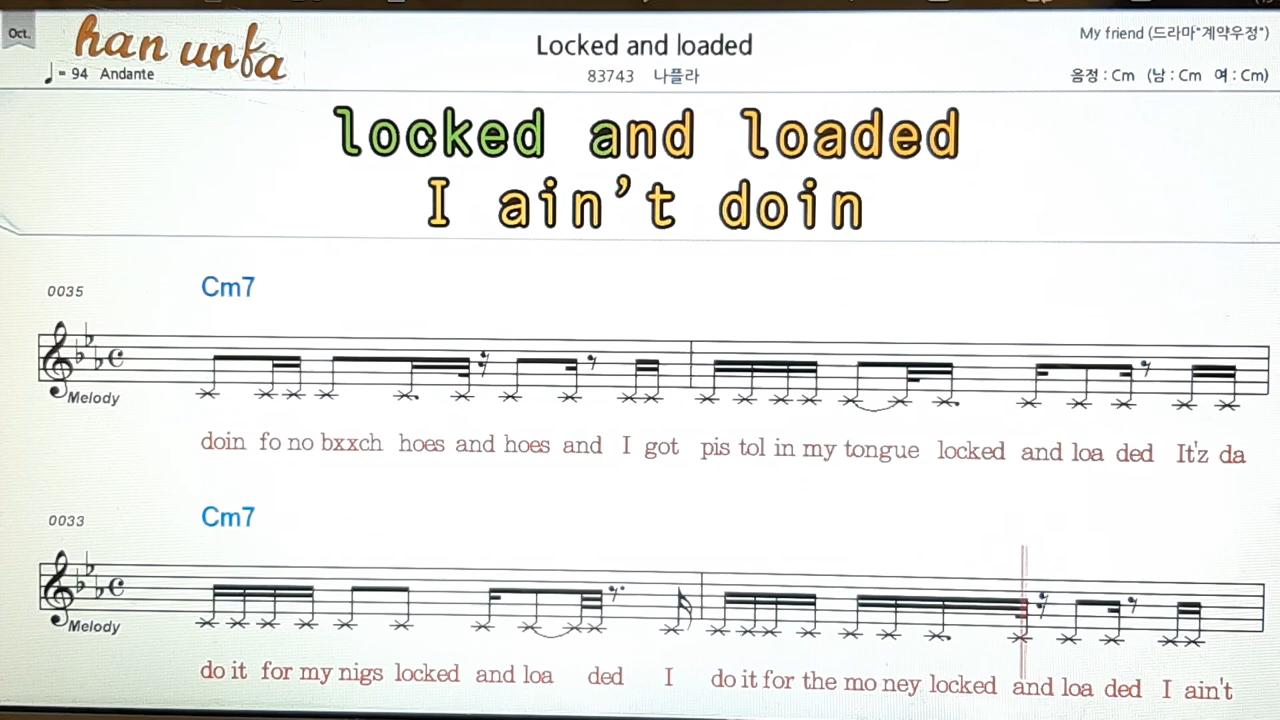 Oct.
han unfa
Locked and loaded
My friend (드라마"계약우정")
♩= 94 Andante
83743 나플라
음정 : Cm (남 : Cm 여 : Cm)
locked and loaded
I ain't doin
0035
Cm7
Melody
doin fo no bxxch hoes and hoes and I got pis tol in my tongue locked and loa ded It'z da
0033
Cm7
Melody
do it for my nigs locked and loa ded I do it for the mo ney locked and loa ded I ain't